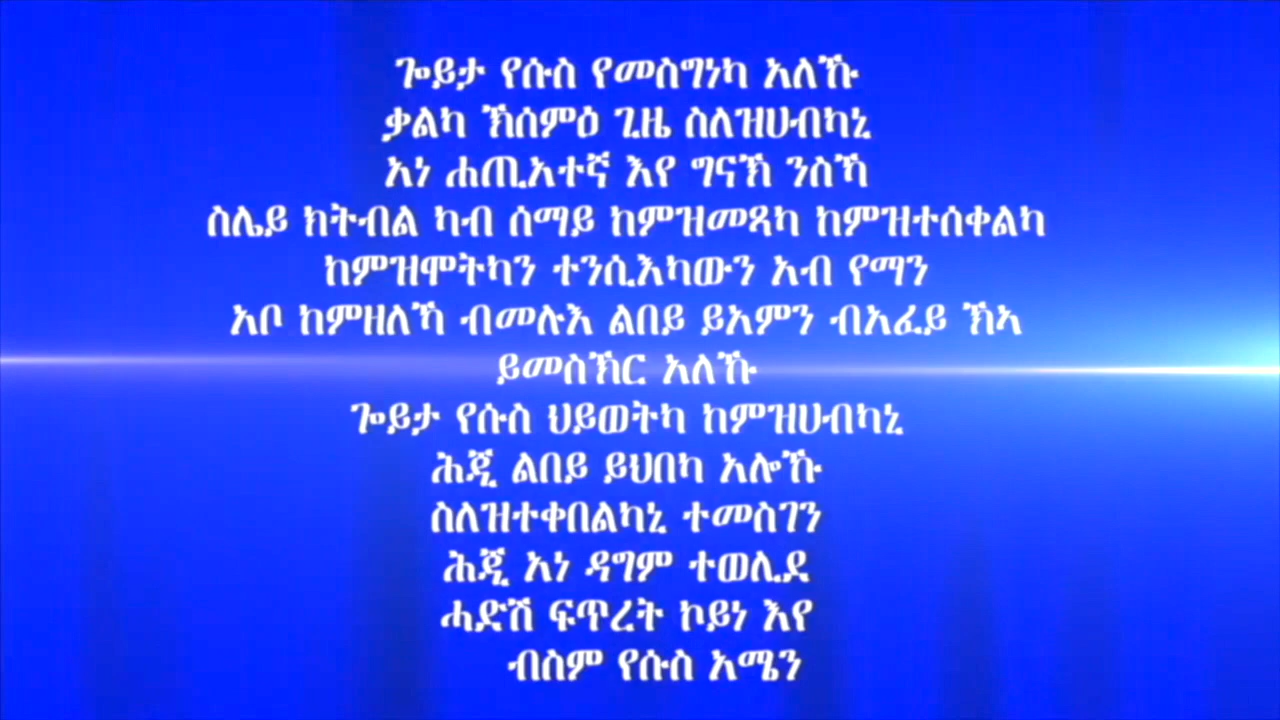 ጐይታ የሱስ የመስግነካ አለኹ
ቃልካ ኽሰምዕ ጊዜ ስለዝሀብካኒ
አነ ሐጢአተኛ እየ ግናኽ ንስኻ
ስሌይ ክትብል ካብ ሰማይ ከምዝመጻካ ከምዝተሰቀልካ
ከምዝሞትካን ተንሲእካውን አብ የማን
አቦ ከምዘለኻ ብመሉእ ልበይ ይአምን ብአፈይ ኽኣ
ይመስኽር አለኹ
ጐይታ የሱስ ህይወትካ ከምዝሀብካኒ
ሕጂ ልበይ ይህበካ አሎኹ
ስለዝተቀበልካኒ ተመስገን
ሕጂ አነ ዳግም ተወሊደ
ሓድሽ ፍጥረት ኮይነ እየ
ብስም የሱስ አሜን